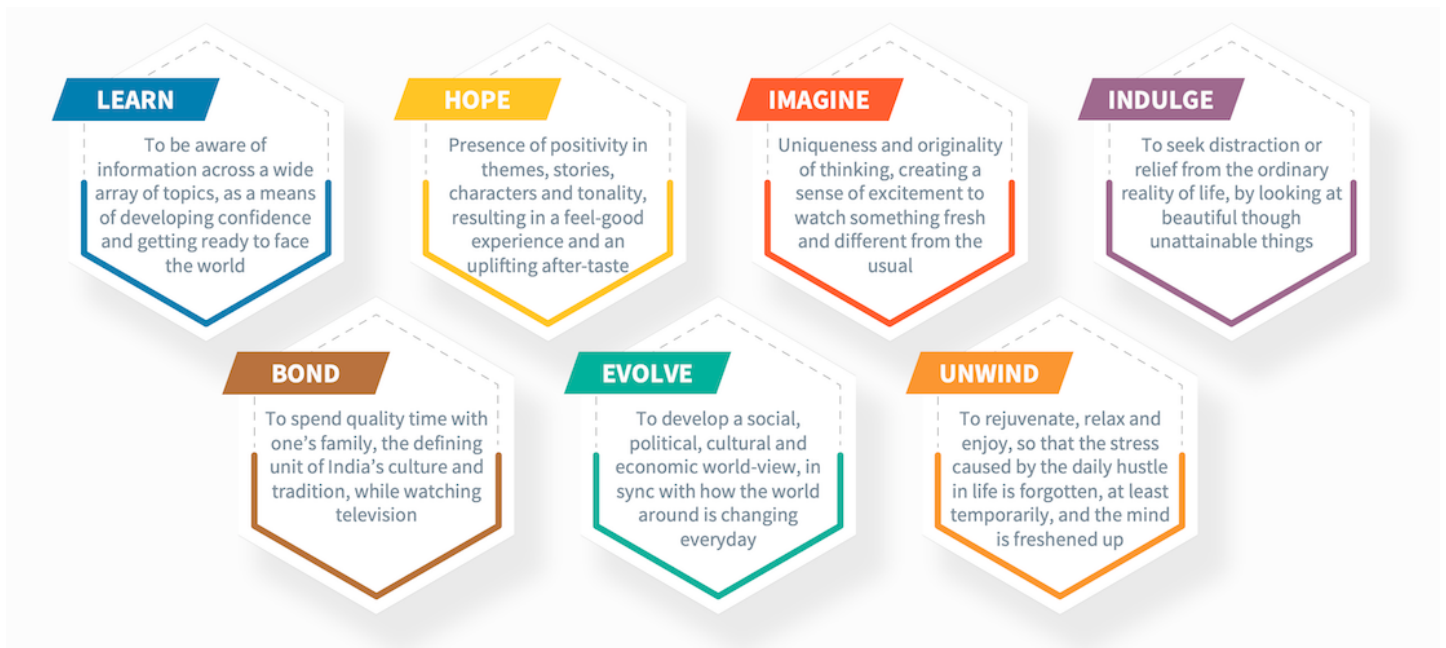 LEARN
To be aware of
information across a wide
array of topics, as a means
of developing confidence
and getting ready to face
the world
HOPE
Presence of positivity in
themes, stories,
characters and tonality,
resulting in a feel-good
experience and an
uplifting after-taste
IMAGINE
Uniqueness and originality
of thinking, creating a
sense of excitement to
watch something fresh
and different from the
usual
INDULGE
To seek distraction or
relief from the ordinary
reality of life, by looking at
beautiful though
unattainable things
BOND
To spend quality time with
one’s family, the defining
unit of India’s culture and
tradition, while watching
television
EVOLVE
To develop a social,
political, cultural and
economic world-view, in
sync with how the world
around is changing
everyday
UNWIND
To rejuvenate, relax and
enjoy, so that the stress
caused by the daily hustle
in life is forgotten, at least
temporarily, and the mind
is freshened up